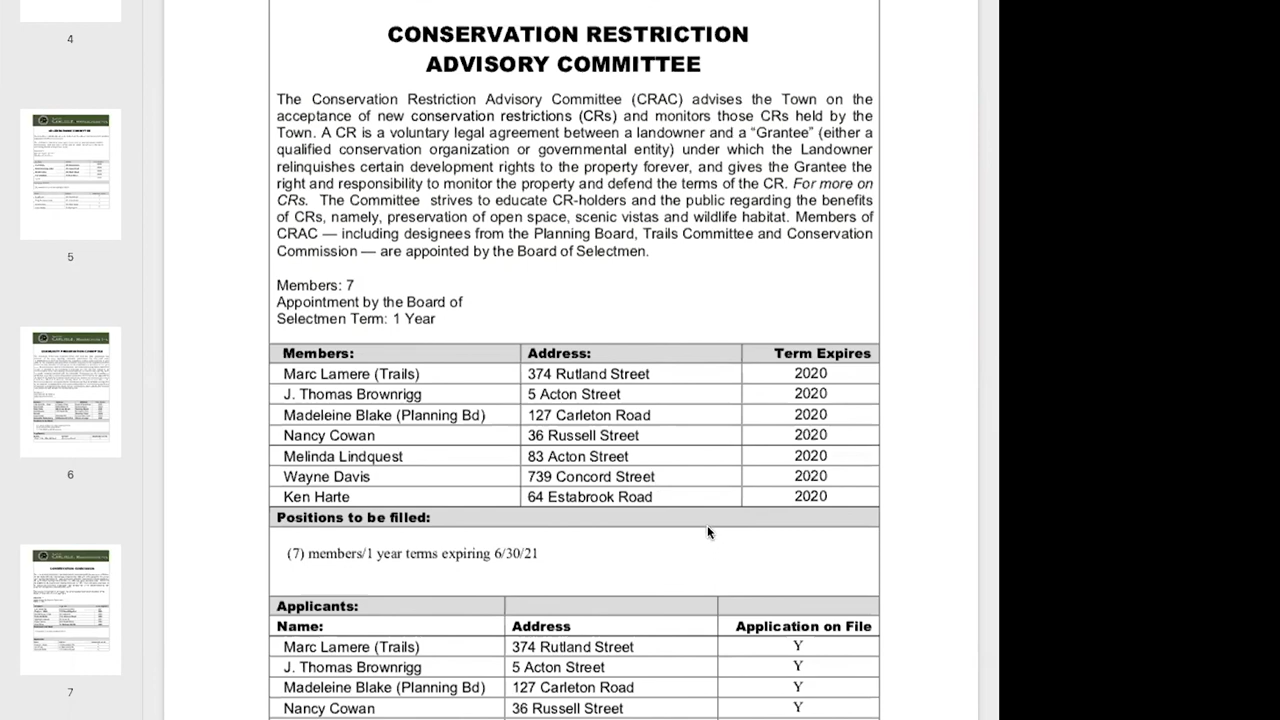 4
5
6
7
CONSERVATION RESTRICTION
ADVISORY COMMITTEE
The Conservation Restriction Advisory Committee (CRAC) advises the Town on the
acceptance of new conservation restrictions (CRs) and monitors those CRs held by the
Town. A CR is a voluntary legal agreement between a landowner and a “Grantee” (either a
qualified conservation organization or governmental entity) under which the Landowner
relinquishes certain development rights on the property forever, and gives the Grantee the
right and responsibility to monitor the property and defend the terms of the CR. For more on
CRs. The Committee strives to educate CR-holders and the public regarding the benefits
of CRs, namely, preservation of open space, scenic vistas and wildlife habitat. Members of
CRAC — including designees from the Planning Board, Trails Committee and Conservation
Commission — are appointed by the Board of Selectmen.
Members: 7
Appointment by the Board of
Selectmen Term: 1 Year
Members: Address: Term Expires
Marc Lamere (Trails) 374 Rutland Street 2020
J. Thomas Brownrigg 5 Acton Street 2020
Madeleine Blake (Planning Bd) 127 Carleton Road 2020
Nancy Cowan 36 Russell Street 2020
Melinda Lindquest 83 Acton Street 2020
Wayne Davis 739 Concord Street 2020
Ken Harte 64 Estabrook Road 2020
Positions to be filled:
(7) members/1 year terms expiring 6/30/21
Applicants:
Name: Address Application on File
Marc Lamere (Trails) 374 Rutland Street Y
J. Thomas Brownrigg 5 Acton Street Y
Madeleine Blake (Planning Bd) 127 Carleton Road Y
Nancy Cowan 36 Russell Street Y